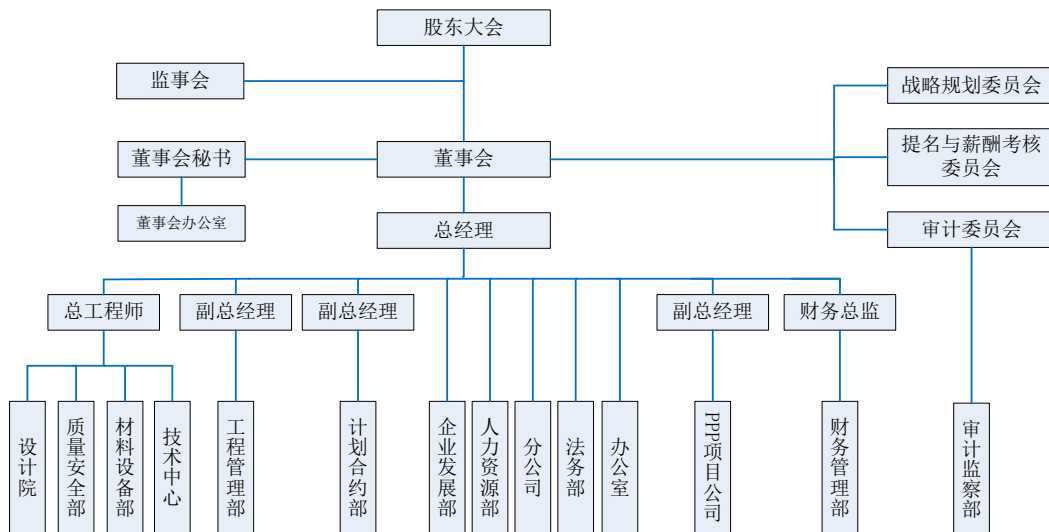 股东大会
监事会
战略规划委员会
董事会秘书
董事会
提名与薪酬考核
委员会
董事会办公室
总经理
审计委员会
总工程师
副总经理
副总经理
副总经理
财务总监
设计院
质量安全部
材料设备部
技术中心
工程管理部
计划合约部
企业发展部
人力资源部
分公司
法务部
办公室
PPP项目公司
财务管理部
审计监察部